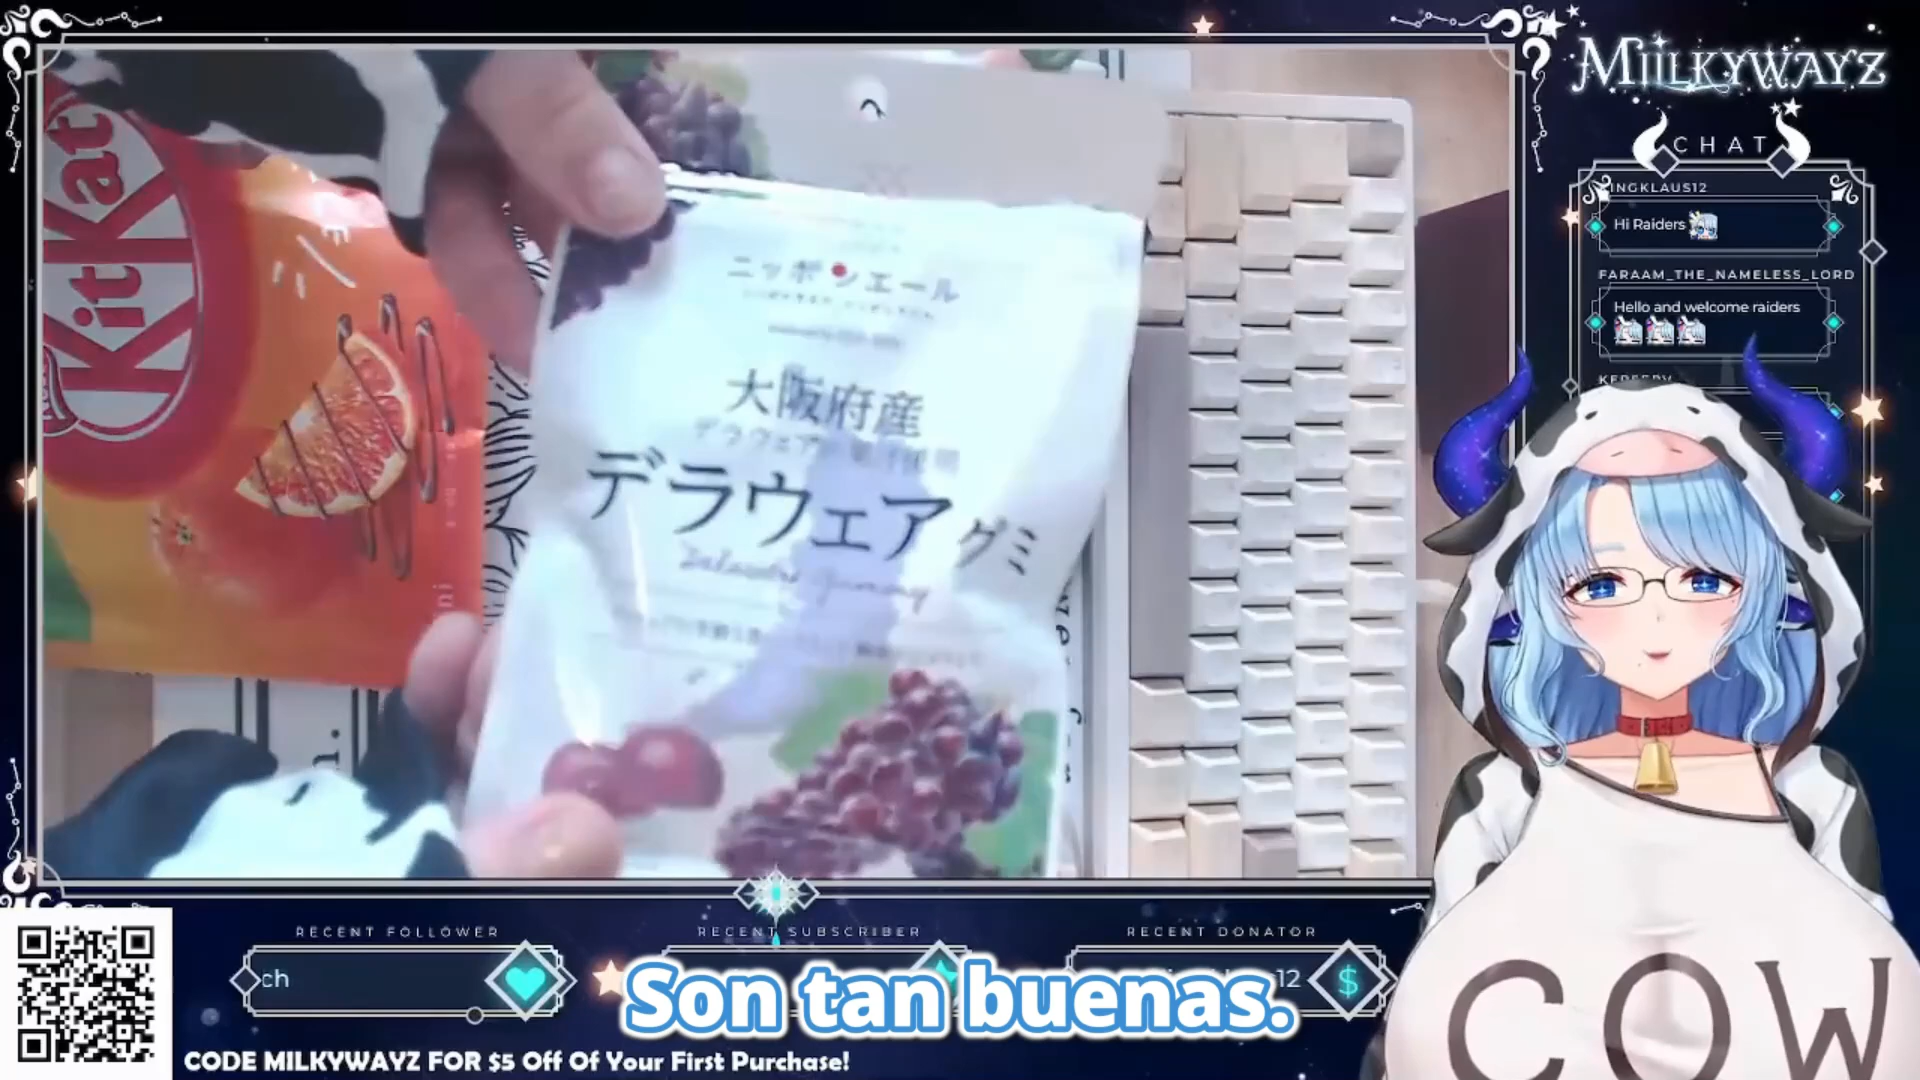 MIILKYWAYZ
CHAT
INGKLAUS12
Hi Raiders
FARAAM_THE_NAMELESS_LORD
Hello and welcome raiders
KitKat
ニッポンエール
大阪府産
デラウェア グミ
RECENT FOLLOWER
RECENT SUBSCRIBER
RECENT DONATOR
ch
12
$
Son tan buenas.
CODE MILKYWAYZ FOR $5 Off Of Your First Purchase!
COW